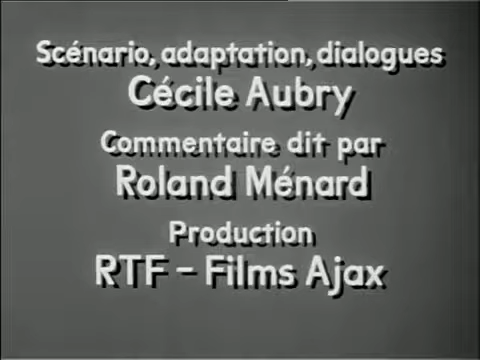 Scénario, adaptation, dialogues
Cécile Aubry
Commentaire dit par
Roland Ménard
Production
RTF – Films Ajax